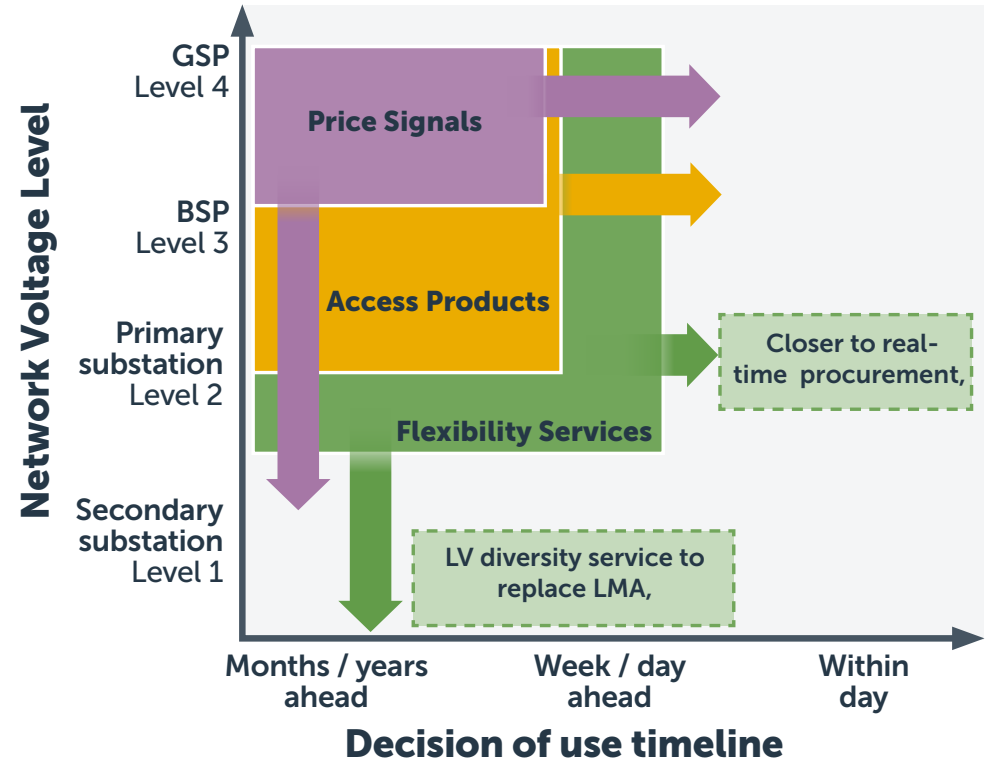 Network Voltage Level
GSP
Level 4
BSP
Level 3
Primary
substation
Level 2
Secondary
substation
Level 1
Price Signals
Access Products
Flexibility Services
Closer to real-
time procurement,
LV diversity service to
replace LMA,
Months / years
ahead
Week / day
ahead
Within
day
Decision of use timeline